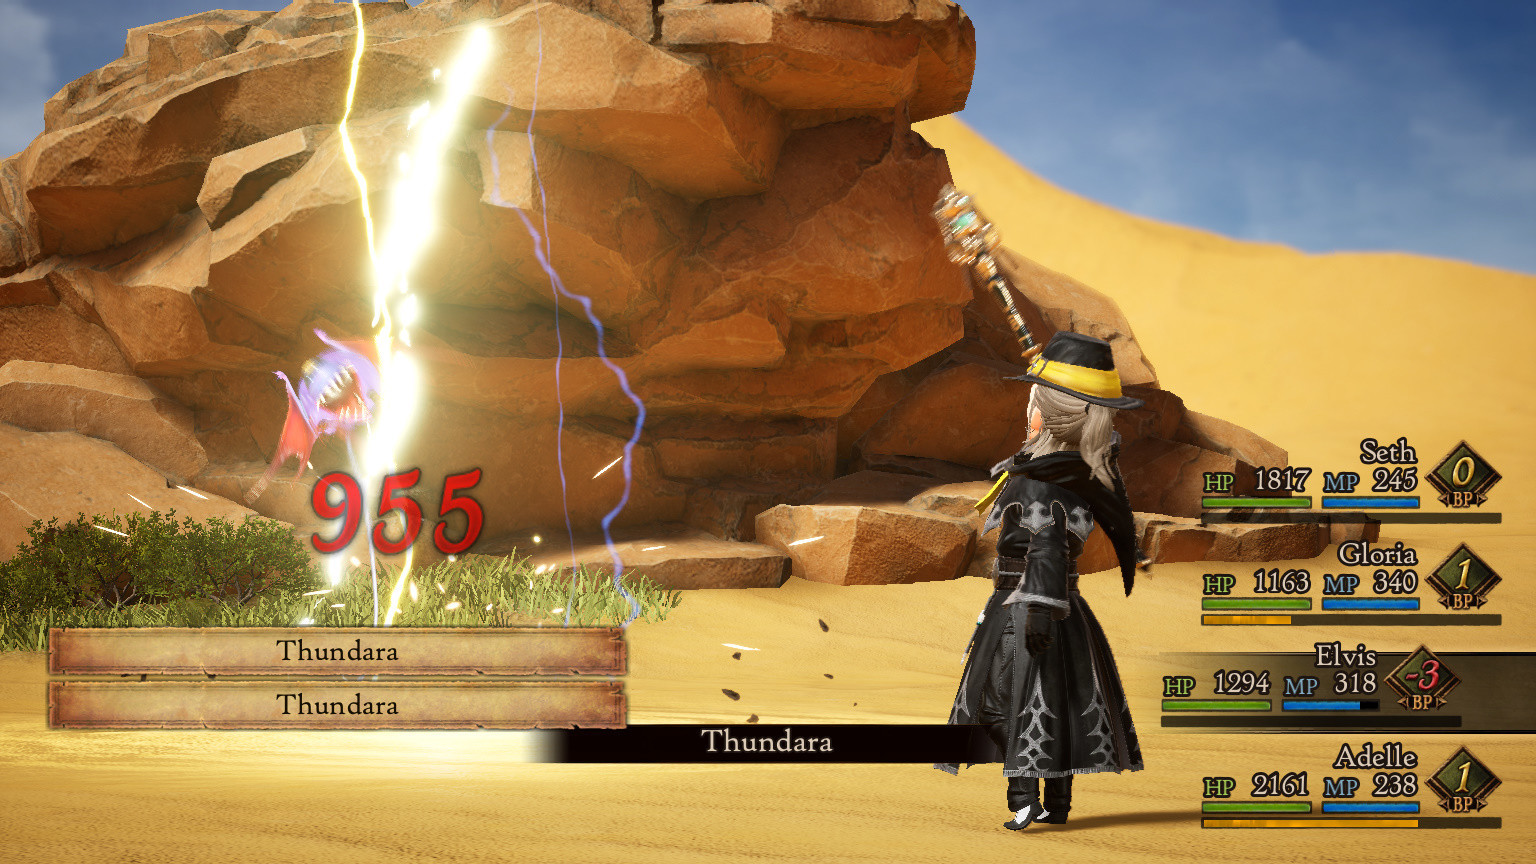 955
Thundara
Thundara
Thundara
Seth
HP 1817 MP 245
0
BP
Gloria
HP 1163 MP 340
1
BP
Elvis
HP 1294 MP 318
-3
BP
Adelle
HP 2161 MP 238
1
BP